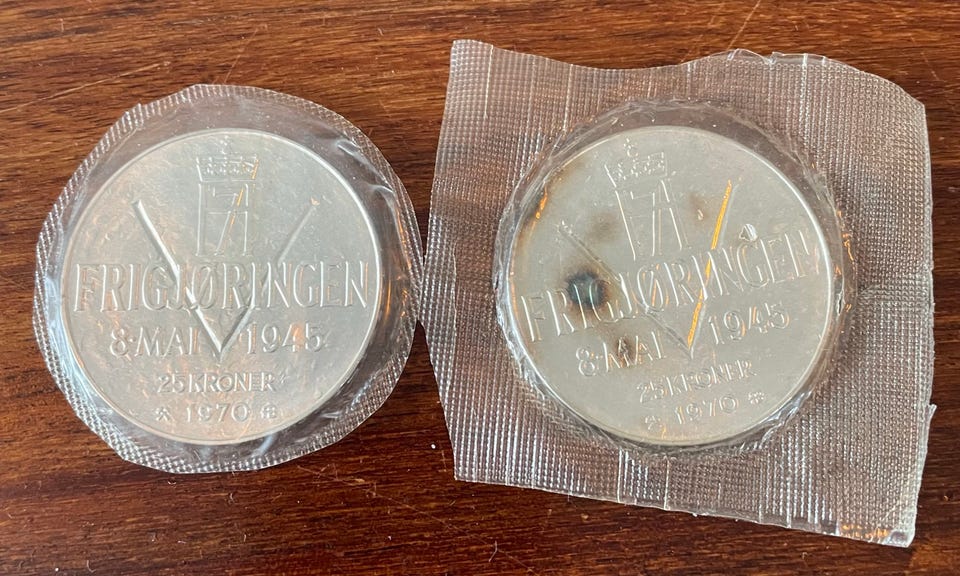 FRIGJØRINGEN
8·MAI 1945
25 KRONER
1970
FRIGJØRINGEN
8·MAI 1945
25 KRONER
1970